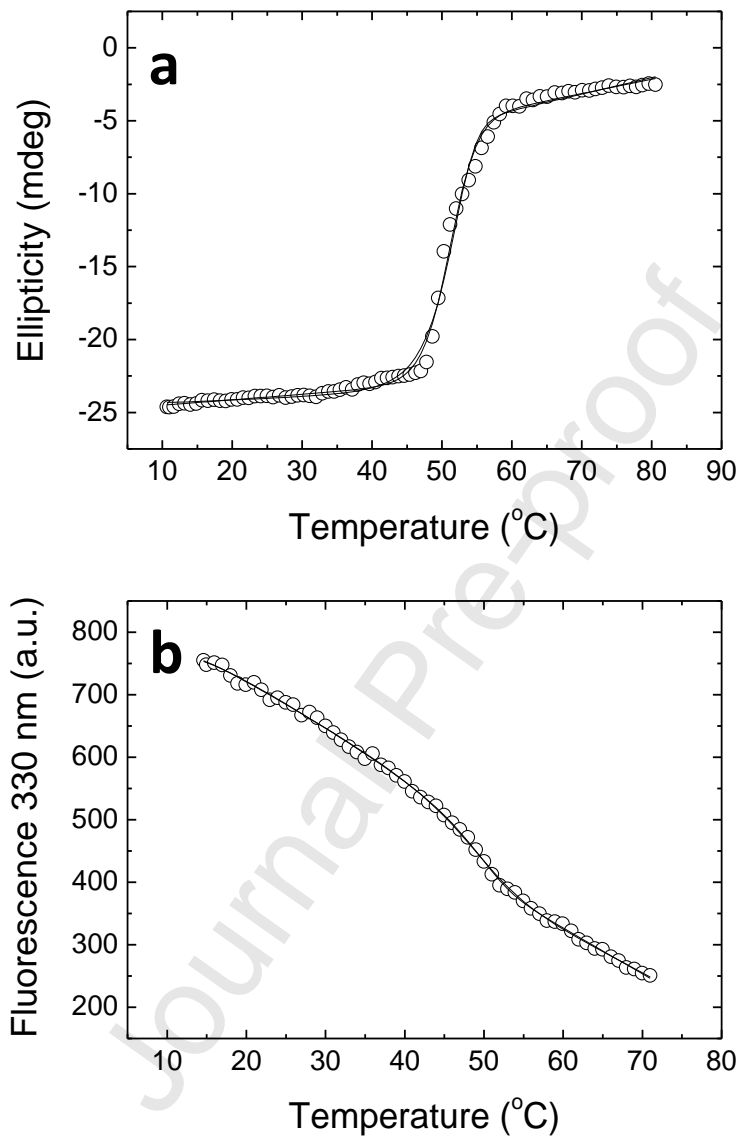 a
0
-5
-10
-15
-20
-25
Ellipticity (mdeg)
10 20 30 40 50 60 70 80 90
Temperature (°C)
b
800
700
600
500
400
300
200
Fluorescence 330 nm (a.u.)
10 20 30 40 50 60 70 80
Temperature (°C)
Journal Pre-proof